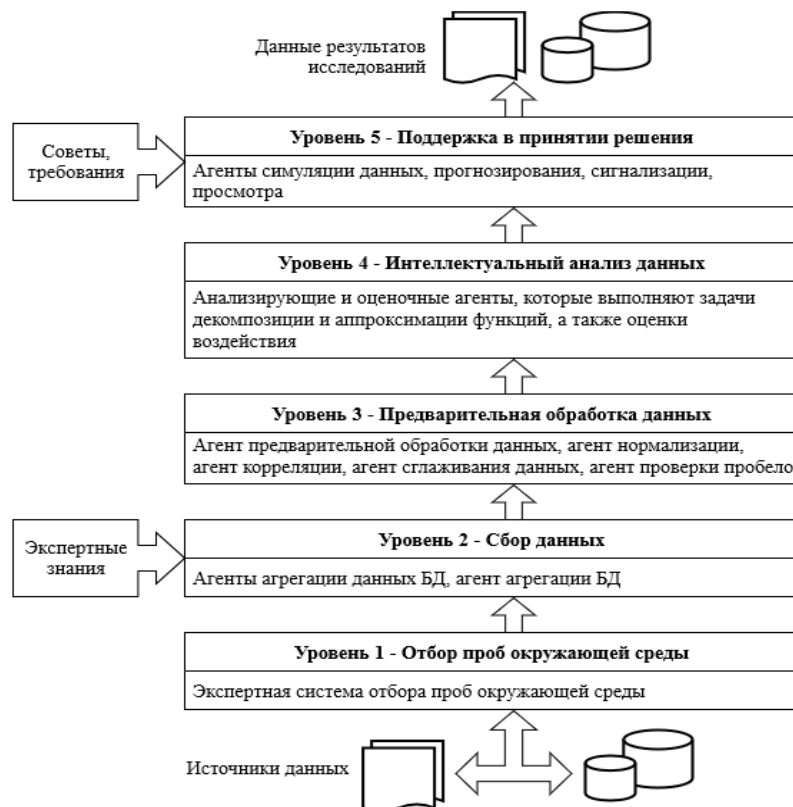 Данные результатов
исследований
Советы,
требования
Уровень 5 - Поддержка в принятии решения
Агенты симуляции данных, прогнозирования, сигнализации,
просмотра
Уровень 4 - Интеллектуальный анализ данных
Анализирующие и оценочные агенты, которые выполняют задачи
декомпозиции и аппроксимации функций, а также оценки
воздействия
Уровень 3 - Предварительная обработка данных
Агент предварительной обработки данных, агент нормализации,
агент корреляции, агент сглаживания данных, агент проверки пробело
Экспертные
знания
Уровень 2 - Сбор данных
Агенты агрегации данных БД, агент агрегации БД
Уровень 1 - Отбор проб окружающей среды
Экспертная система отбора проб окружающей среды
Источники данных